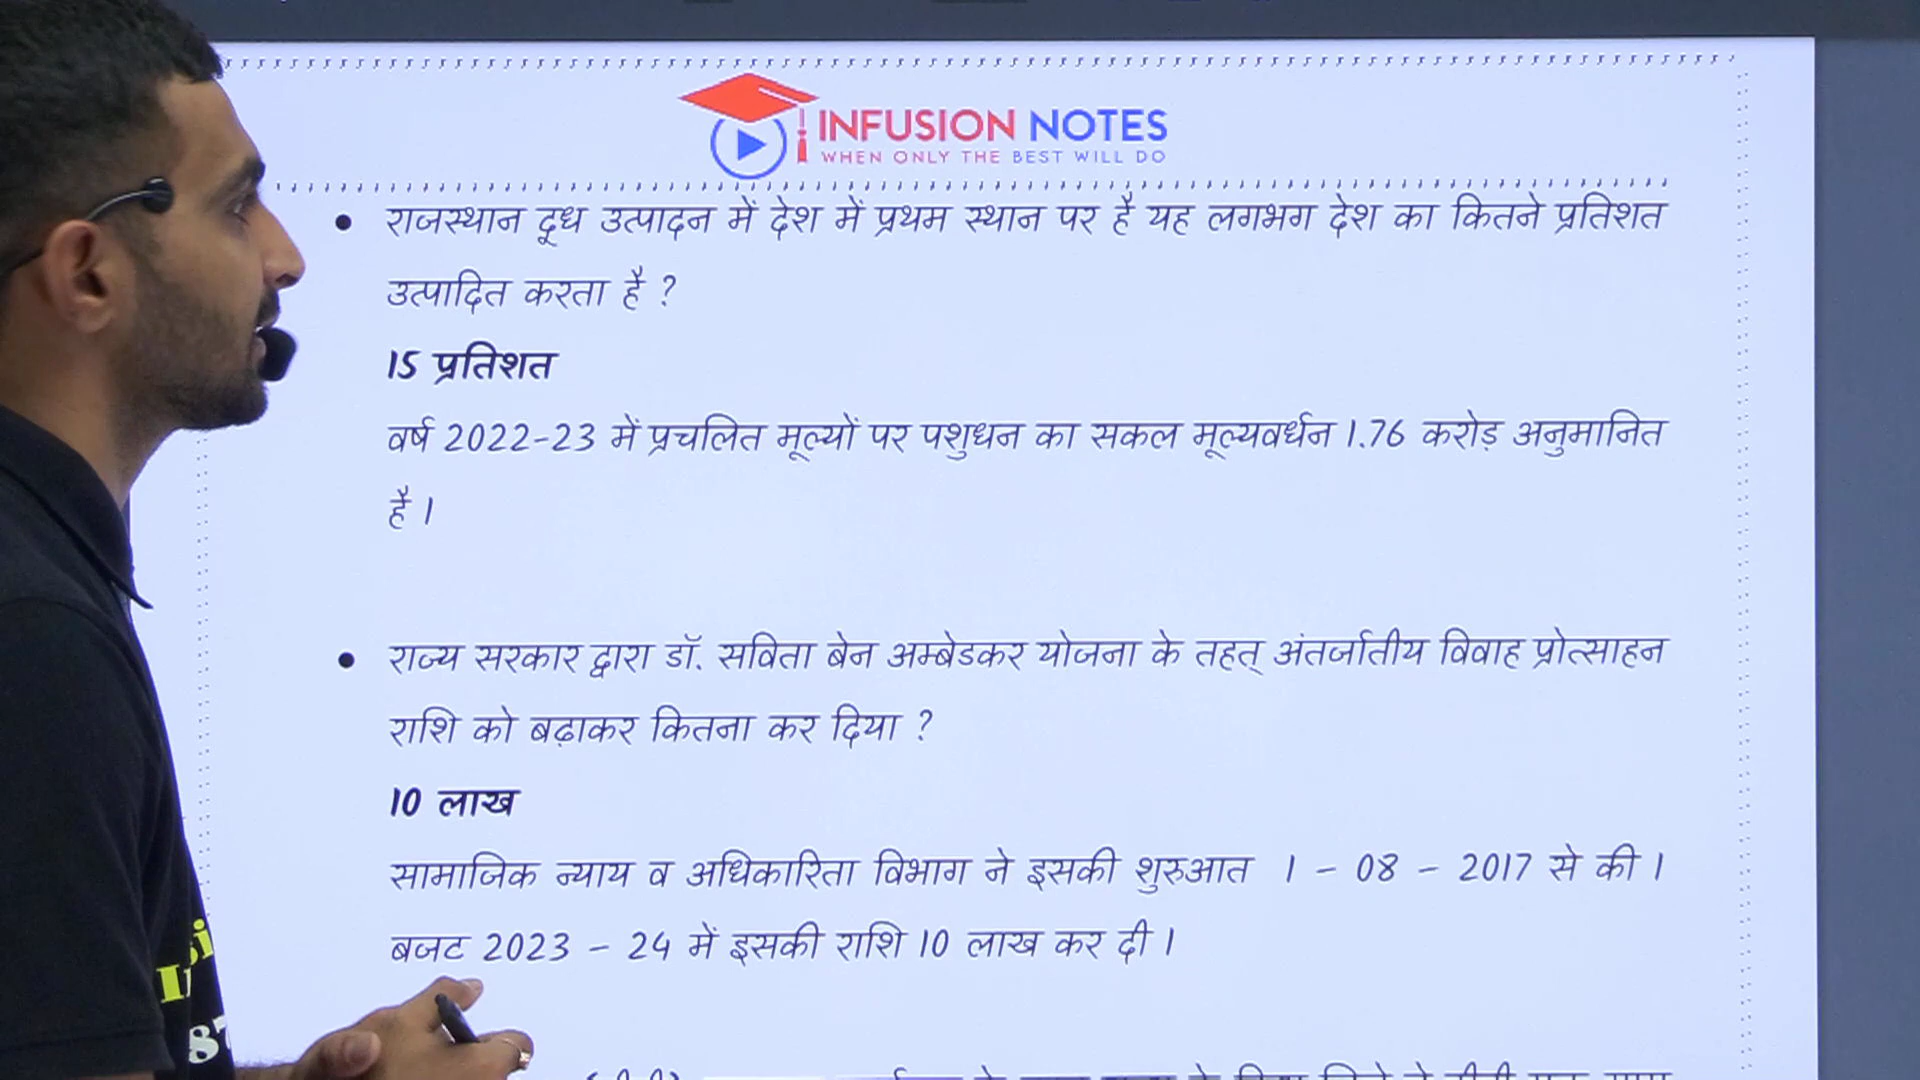 INFUSION NOTES
WHEN ONLY THE BEST WILL DO
• राजस्थान दूध उत्पादन में देश में प्रथम स्थान पर है यह लगभग देश का कितने प्रतिशत
उत्पादित करता है ?
15 प्रतिशत
वर्ष 2022-23 में प्रचलित मूल्यों पर पशुधन का सकल मूल्यवर्धन 1.76 करोड़ अनुमानित
है ।
• राज्य सरकार द्वारा डॉ. सविता बेन अम्बेडकर योजना के तहत् अंतर्जातीय विवाह प्रोत्साहन
राशि को बढ़ाकर कितना कर दिया ?
10 लाख
सामाजिक न्याय व अधिकारिता विभाग ने इसकी शुरुआत 1 - 08 - 2017 से की ।
बजट 2023 - 24 में इसकी राशि 10 लाख कर दी ।